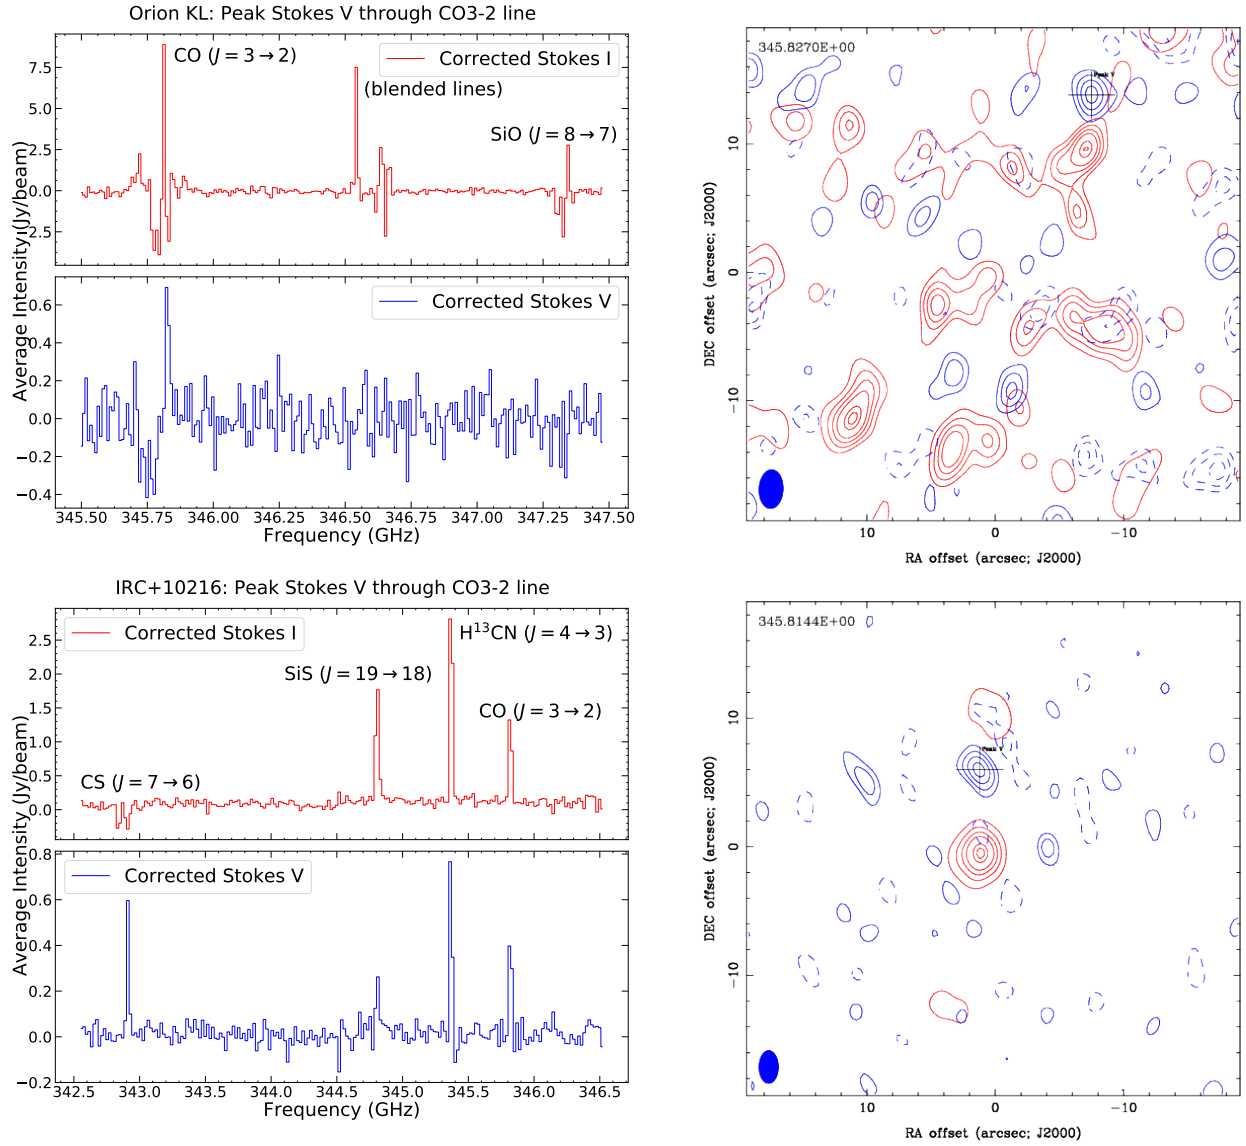 Orion KL: Peak Stokes V through CO3-2 line
CO (J = 3 → 2)
Corrected Stokes I
(blended lines)
SiO (J = 8 → 7)
7.5
5.0
2.5
0.0
−2.5
Corrected Stokes V
0.6
0.4
0.2
0.0
−0.2
−0.4
Average Intensity (Jy/beam)
345.50 345.75 346.00 346.25 346.50 346.75 347.00 347.25 347.50
Frequency (GHz)
345.8270E+00
Peak V
10
0
−10
DEC offset (arcsec; J2000)
10 0 −10
RA offset (arcsec; J2000)
IRC+10216: Peak Stokes V through CO3-2 line
Corrected Stokes I
H¹³CN (J = 4 → 3)
SiS (J = 19 → 18)
CO (J = 3 → 2)
CS (J = 7 → 6)
2.5
2.0
1.5
1.0
0.5
0.0
Corrected Stokes V
0.8
0.6
0.4
0.2
0.0
−0.2
Average Intensity (Jy/beam)
342.5 343.0 343.5 344.0 344.5 345.0 345.5 346.0 346.5
Frequency (GHz)
345.8144E+00
Peak V
10
0
−10
DEC offset (arcsec; J2000)
10 0 −10
RA offset (arcsec; J2000)